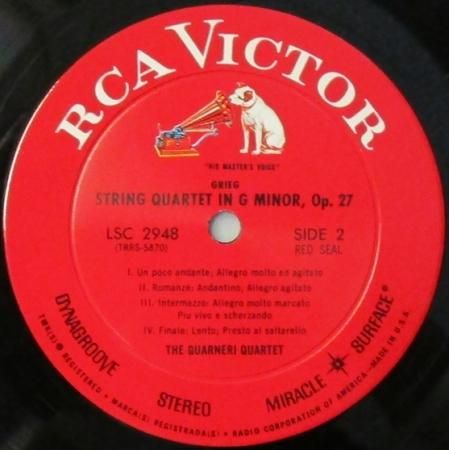 RCA VICTOR
"HIS MASTER'S VOICE"
GRIEG
STRING QUARTET IN G MINOR, Op. 27
LSC 2948
(TRRS-5870)
SIDE 2
RED SEAL
I. Un poco andante; Allegro molto ed agitato
II. Romanze: Andantino; Allegro agitato
III. Intermezzo: Allegro molto marcato
Piu vivo e scherzando
IV. Finale: Lento; Presto al saltarello
THE GUARNERI QUARTET
DYNAGROOVE
STEREO
MIRACLE SURFACE
TMK(S) ® REGISTERED • MARCA(S) REGISTRADA(S) • RADIO CORPORATION OF AMERICA—MADE IN U.S.A.